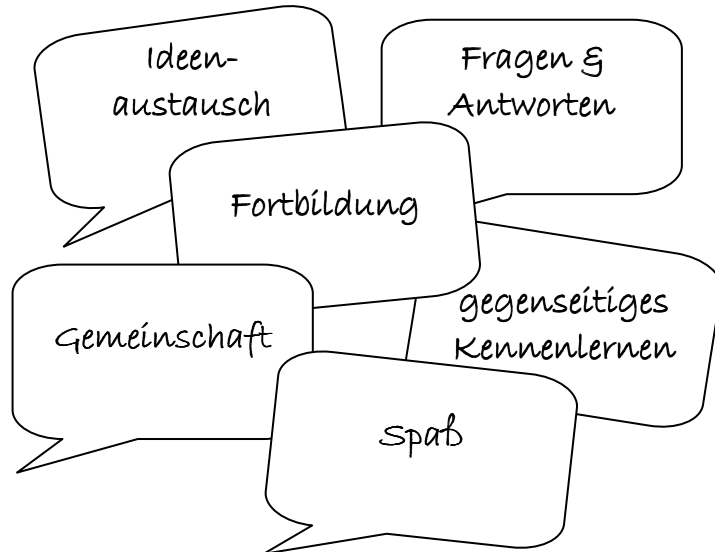 Ideen-
austausch
Fragen &
Antworten
Fortbildung
gegenseitiges
Kennenlernen
Gemeinschaft
Spaß